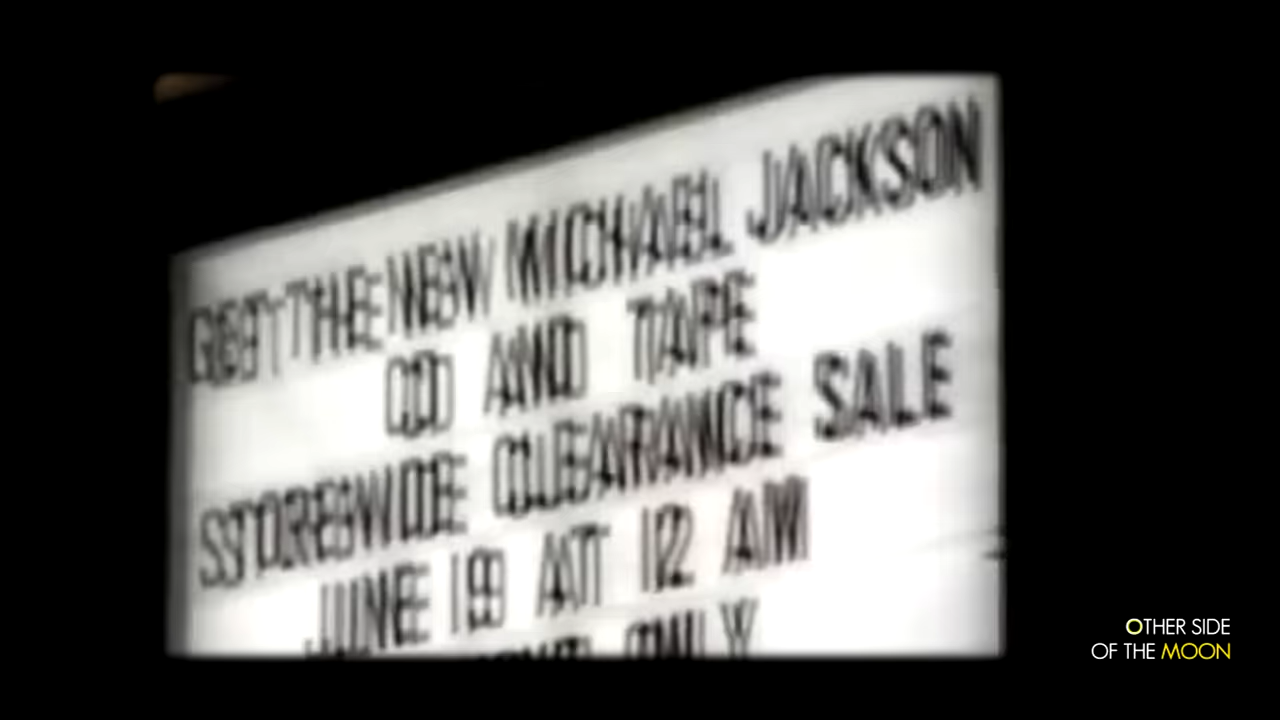 GET THE NEW MICHAEL JACKSON
CD AND TAPE
STOREWIDE CLEARANCE SALE
JUNE 19 AT 12 AM
ONLY
OTHER SIDE
OF THE MOON